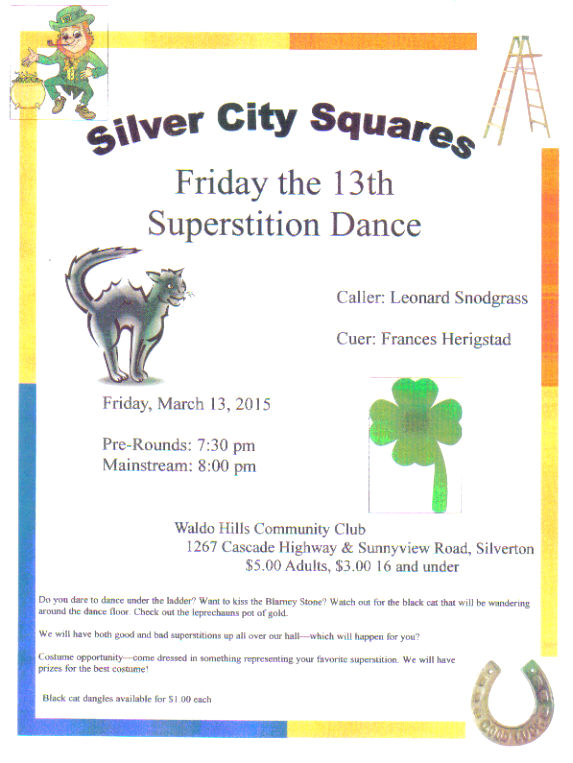 Silver City Squares
Friday the 13th
Superstition Dance
Caller: Leonard Snodgrass
Cuer: Frances Herigstad
Friday, March 13, 2015
Pre-Rounds: 7:30 pm
Mainstream: 8:00 pm
Waldo Hills Community Club
1267 Cascade Highway & Sunnyview Road, Silverton
$5.00 Adults, $3.00 16 and under
Do you dare to dance under the ladder? Want to kiss the Blarney Stone? Watch out for the black cat that will be wandering
around the dance floor. Check out the leprechauns pot of gold.
We will have both good and bad superstitions up all over our hall—which will happen for you?
Costume opportunity—come dressed in something representing your favorite superstition. We will have
prizes for the best costume!
Black cat dangles available for $1.00 each
GOOD LUCK